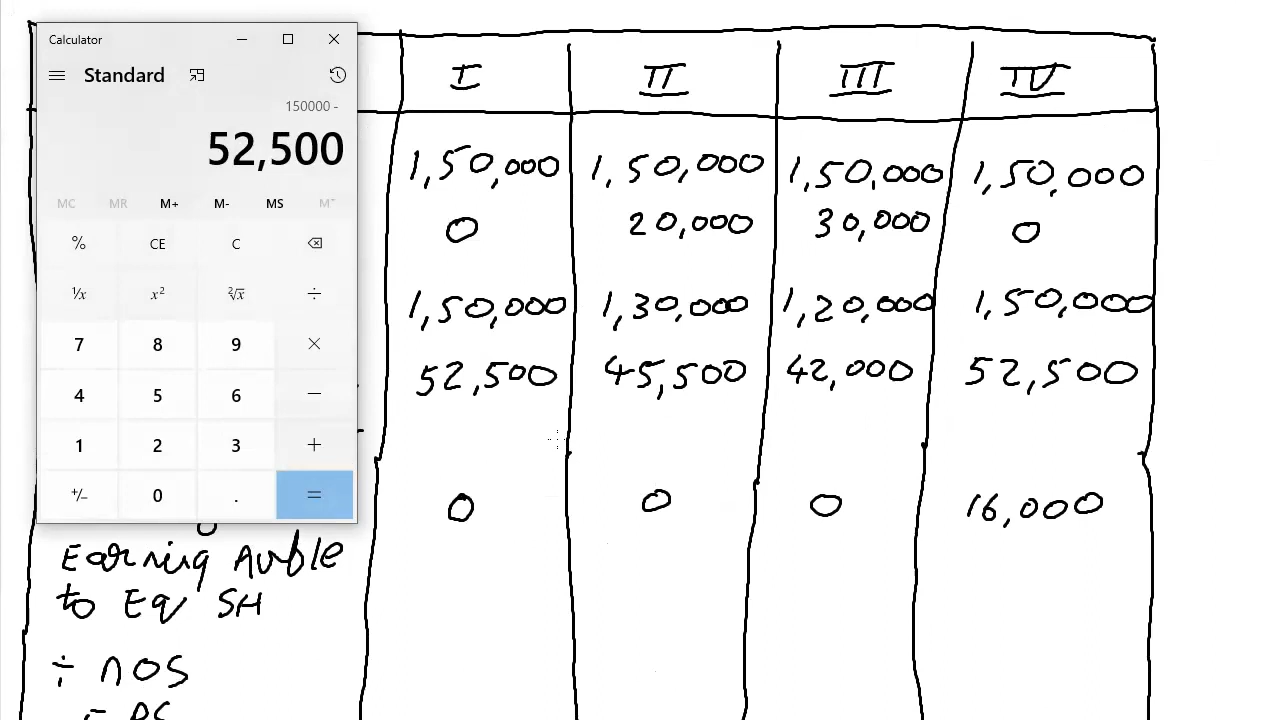 Calculator
Standard
150000 -
52,500
MC MR M+ M- MS M˅
% CE C
¹/x x² ²√x ÷
7 8 9 ×
4 5 6 −
1 2 3 +
+/− 0 . =
I II III IV
1,50,000 1,50,000 1,50,000 1,50,000
0 20,000 30,000 0
1,50,000 1,30,000 1,20,000 1,50,000
52,500 45,500 42,000 52,500
0 0 0 16,000
Earning Avble
to Eq SH
÷ nos